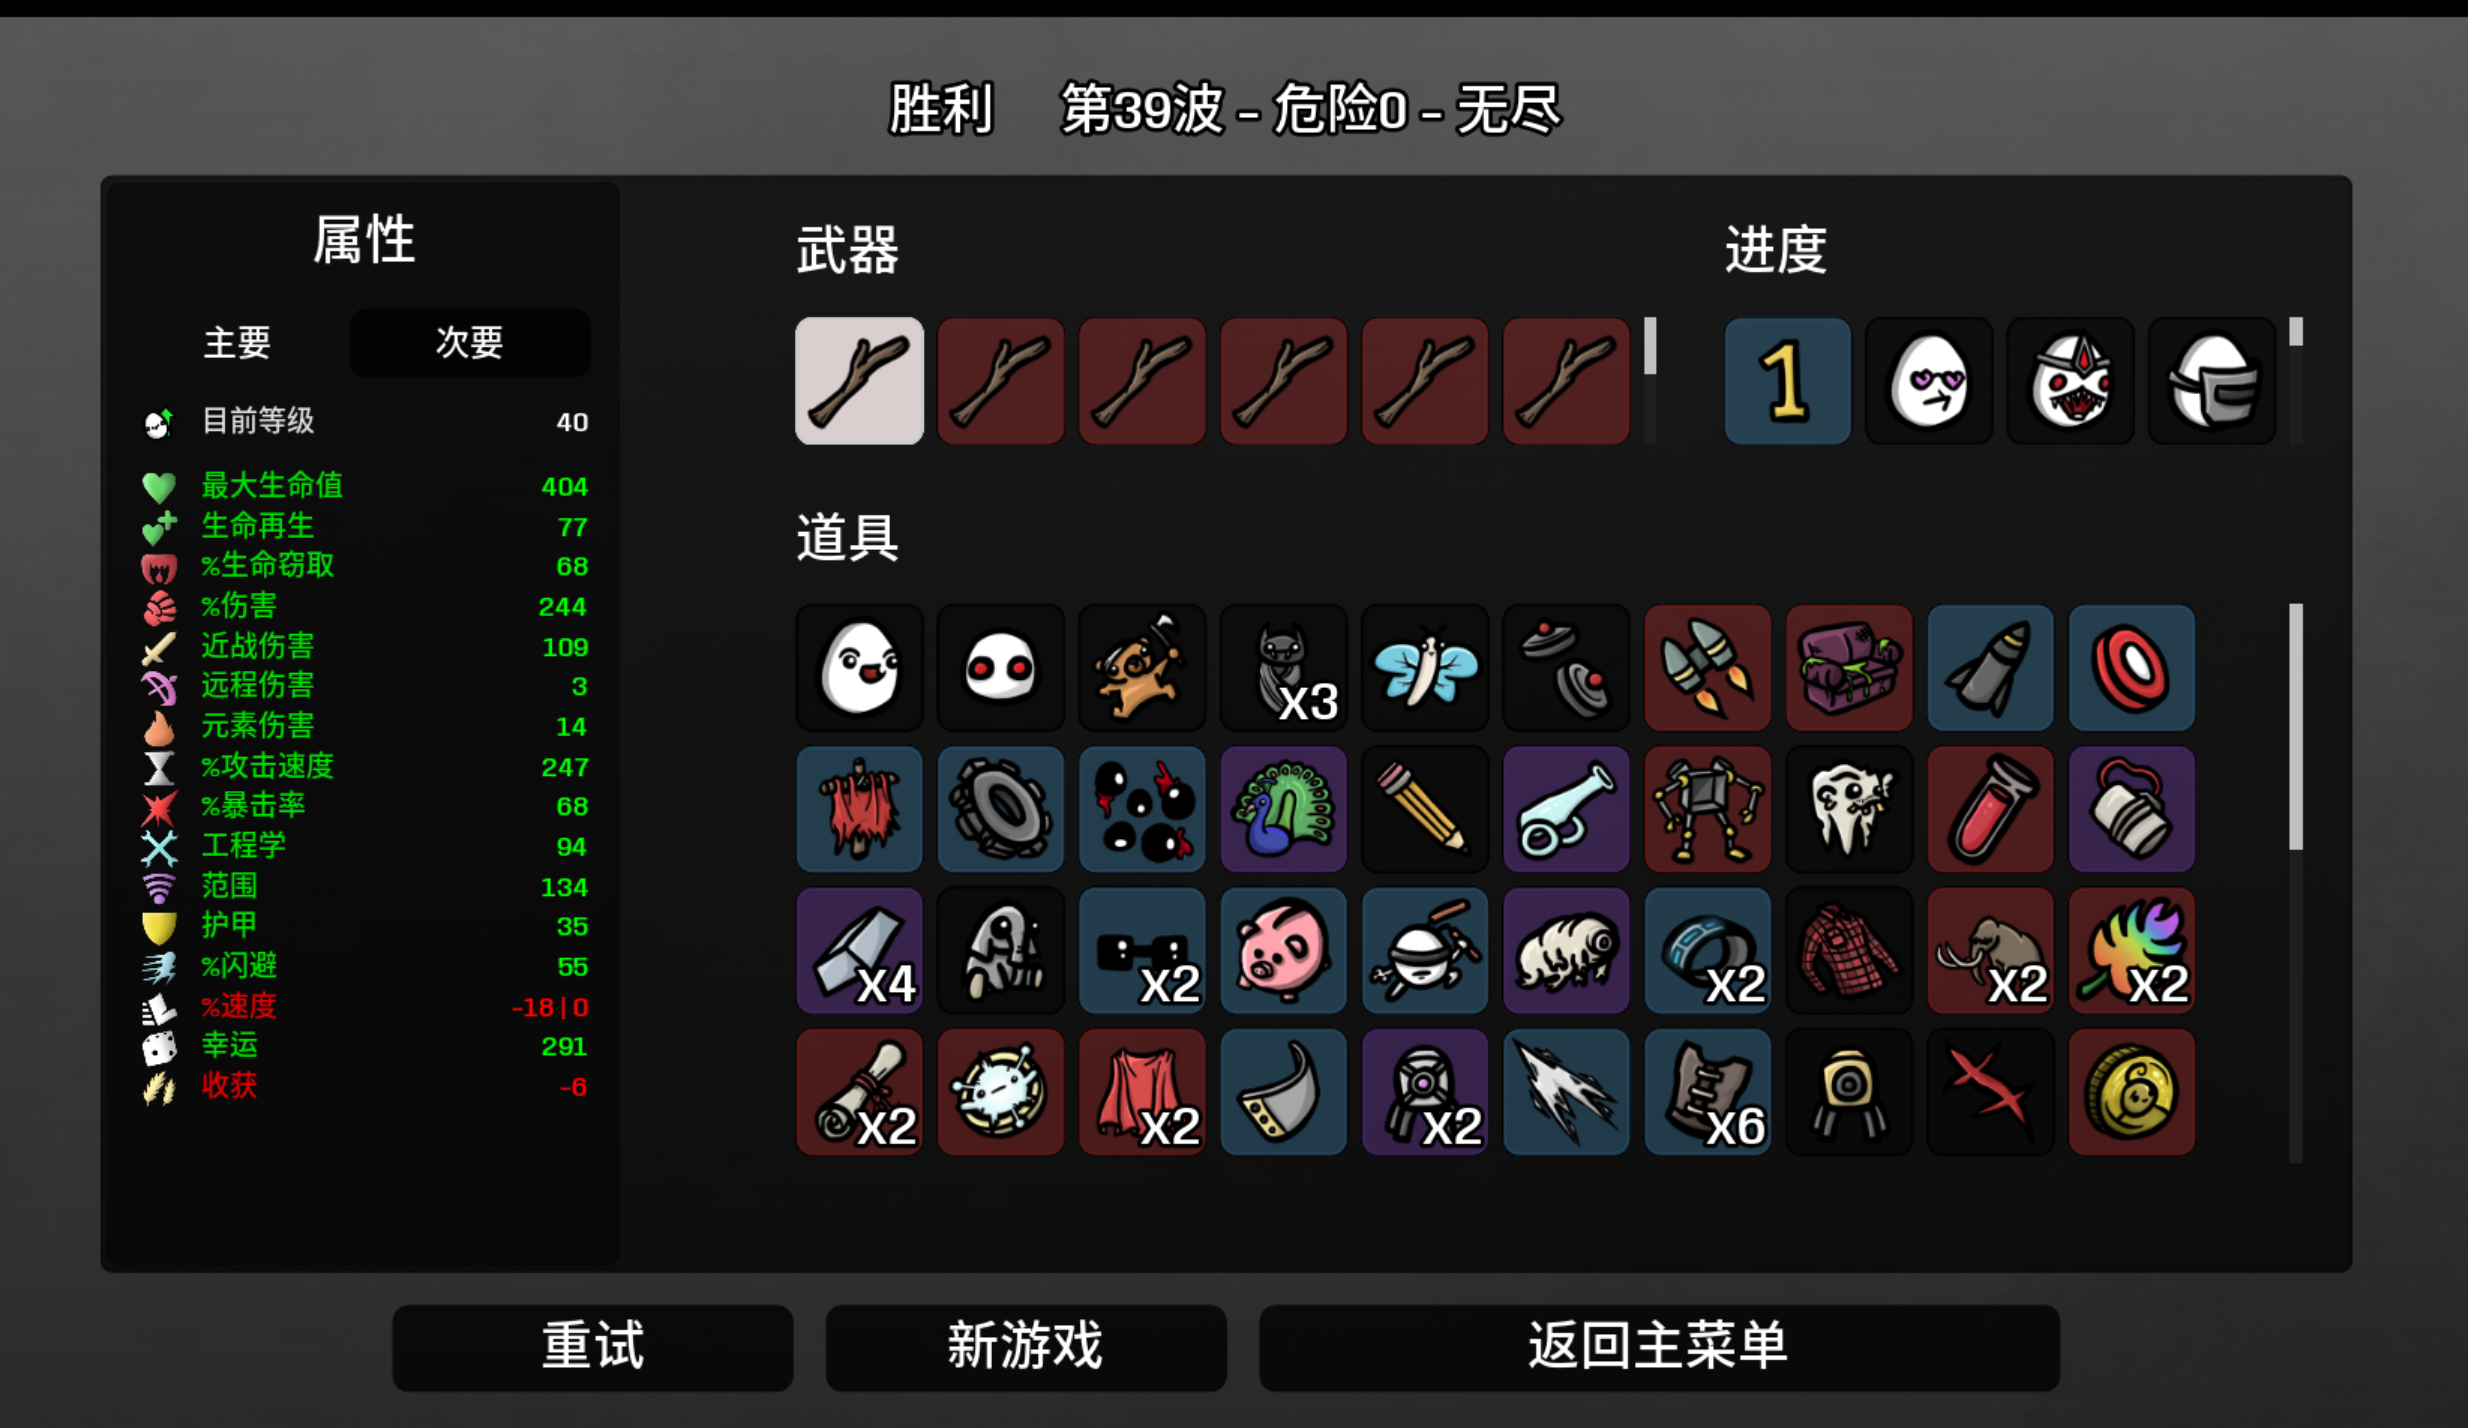 胜利 第39波 - 危险0 - 无尽
属性
主要 次要
目前等级 40
最大生命值 404
生命再生 77
%生命窃取 68
%伤害 244
近战伤害 109
远程伤害 3
元素伤害 14
%攻击速度 247
%暴击率 68
工程学 94
范围 134
护甲 35
%闪避 55
%速度 -18|0
幸运 291
收获 -6
武器
进度
1
道具
X3
X4
X2
X2
X2
X2
X2
X2
X2
X6
重试
新游戏
返回主菜单